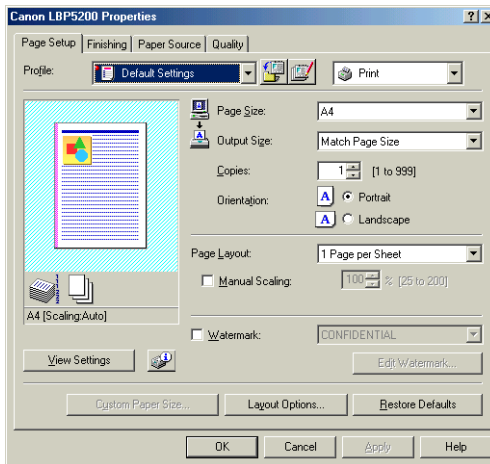 Canon LBP5200 Properties
Page Setup Finishing Paper Source Quality
Profile: Default Settings Print
Page Size: A4
Output Size: Match Page Size
Copies: 1 [1 to 999]
Orientation: A Portrait
A Landscape
Page Layout: 1 Page per Sheet
Manual Scaling: 100 % [25 to 200]
A4 [Scaling:Auto]
Watermark: CONFIDENTIAL
View Settings Edit Watermark...
Custom Paper Size... Layout Options... Restore Defaults
OK Cancel Apply Help